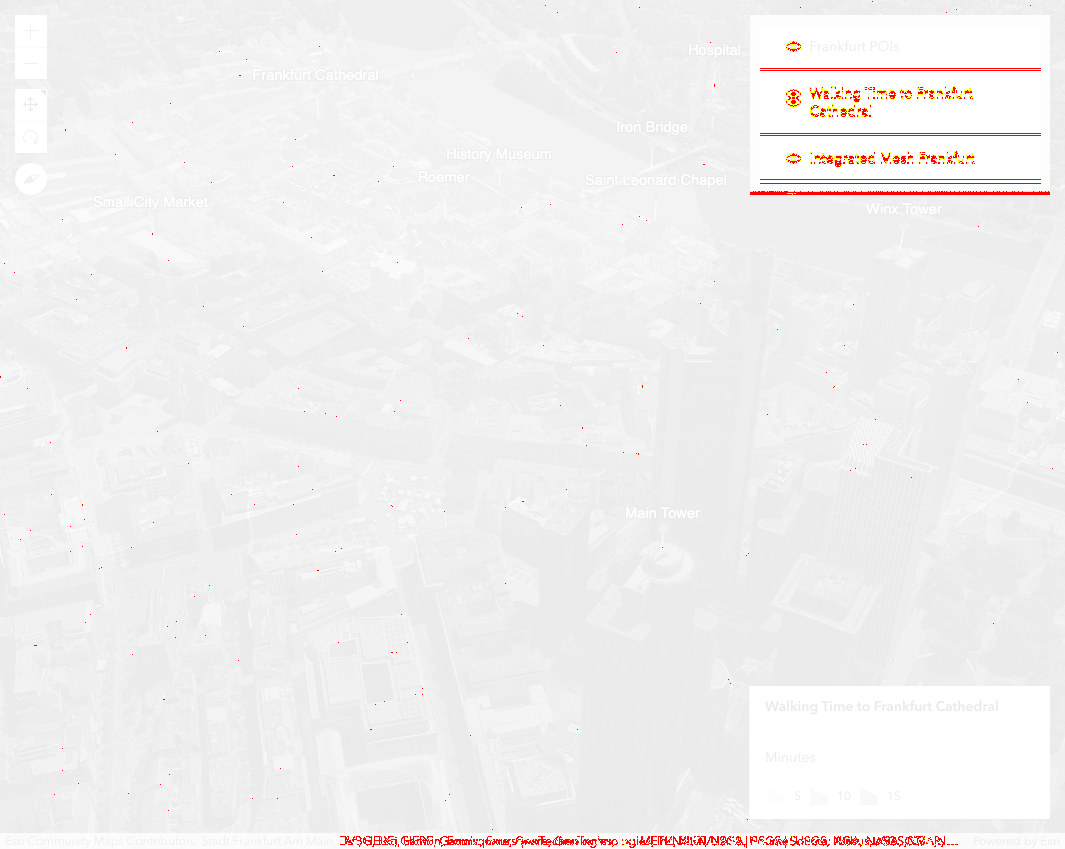 Hospital
Frankfurt POIs
Frankfurt Cathedral
Walking Time to Frankfurt
Cathedral
Iron Bridge
History Museum
Integrated Mesh Frankfurt
Roemer
Saint Leonard Chapel
Small City Market
Winx Tower
Main Tower
Walking Time to Frankfurt Cathedral
Minutes
5 10 15
Esri Community Maps Contributors, Stadt Frankfurt Am Main,
Powered by Esri